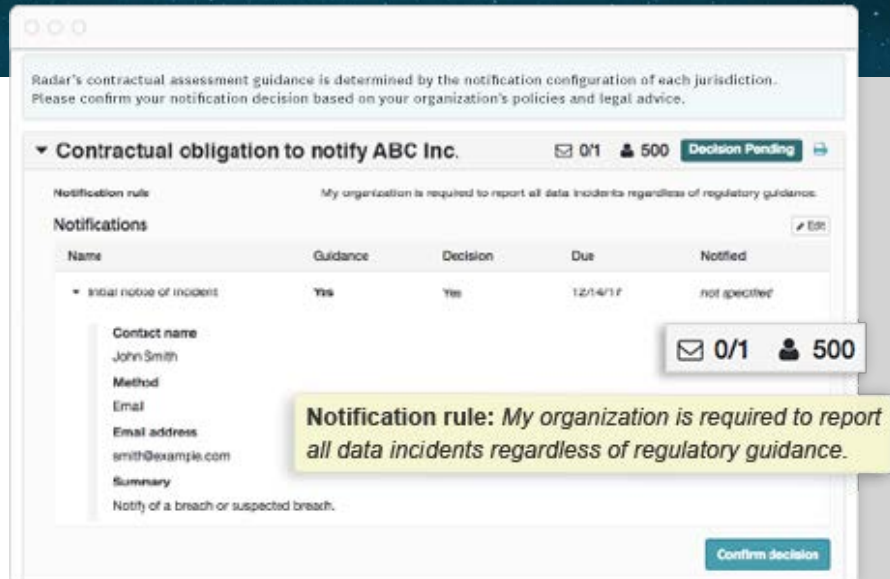 Radar's contractual assessment guidance is determined by the notification configuration of each jurisdiction.
Please confirm your notification decision based on your organization's policies and legal advice.
Contractual obligation to notify ABC Inc. 0/1 500 Decision Pending
Notification rule My organization is required to report all data incidents regardless of regulatory guidance.
Notifications Edit
Name Guidance Decision Due Notified
Initial notice of incident Yes Yes 12/14/17 not specified
Contact name
John Smith
0/1 500
Method
Email
Notification rule: My organization is required to report
all data incidents regardless of regulatory guidance.
Email address
smith@example.com
Summary
Notify of a breach or suspected breach.
Confirm decision